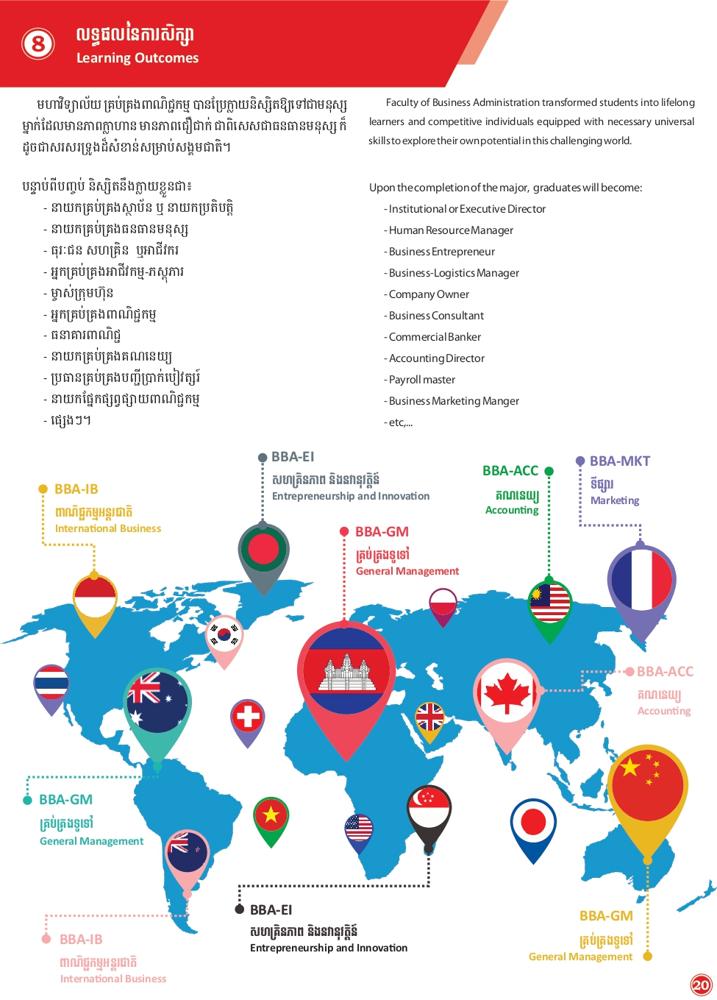 8
លទ្ធផលនៃការសិក្សា
Learning Outcomes
មហាវិទ្យាល័យ គ្រប់គ្រងពាណិជ្ជកម្ម បានប្រែក្លាយនិស្សិតឱ្យទៅជាមនុស្ស
ម្នាក់ដែលមានភាពក្លាហាន មានភាពជឿជាក់ ជាពិសេសជាធនធានមនុស្ស ក៏
ដូចជាសរសរទ្រូងដ៏សំខាន់សម្រាប់សង្គមជាតិ។
បន្ទាប់ពីបញ្ចប់ និស្សិតនឹងក្លាយខ្លួនជា៖
- នាយកគ្រប់គ្រងស្ថាប័ន ឬ នាយកប្រតិបត្តិ
- នាយកគ្រប់គ្រងធនធានមនុស្ស
- ធុរៈជន សហគ្រិន ឬអាជីវករ
- អ្នកគ្រប់គ្រងអាជីវកម្ម-ភស្តុភារ
- ម្ចាស់ក្រុមហ៊ុន
- អ្នកគ្រប់គ្រងពាណិជ្ជកម្ម
- ធនាគារពាណិជ្ជ
- នាយកគ្រប់គ្រងគណនេយ្យ
- ប្រធានគ្រប់គ្រងបញ្ជីប្រាក់បៀវត្សរ៍
- នាយកផ្នែកផ្សព្វផ្សាយពាណិជ្ជកម្ម
- ផ្សេងៗ។
Faculty of Business Administration transformed students into lifelong
learners and competitive individuals equipped with necessary universal
skills to explore their own potential in this challenging world.
Upon the completion of the major, graduates will become:
- Institutional or Executive Director
- Human Resource Manager
- Business Entrepreneur
- Business-Logistics Manager
- Company Owner
- Business Consultant
- Commercial Banker
- Accounting Director
- Payroll master
- Business Marketing Manger
- etc,...
BBA-EI
សហគ្រិនភាព និងនវានុវត្តន៍
Entrepreneurship and Innovation
BBA-ACC
គណនេយ្យ
Accounting
BBA-MKT
ទីផ្សារ
Marketing
BBA-IB
ពាណិជ្ជកម្មអន្តរជាតិ
International Business
BBA-GM
គ្រប់គ្រងទូទៅ
General Management
BBA-ACC
គណនេយ្យ
Accounting
BBA-GM
គ្រប់គ្រងទូទៅ
General Management
BBA-EI
សហគ្រិនភាព និងនវានុវត្តន៍
Entrepreneurship and Innovation
BBA-GM
គ្រប់គ្រងទូទៅ
General Management
BBA-IB
ពាណិជ្ជកម្មអន្តរជាតិ
International Business
20